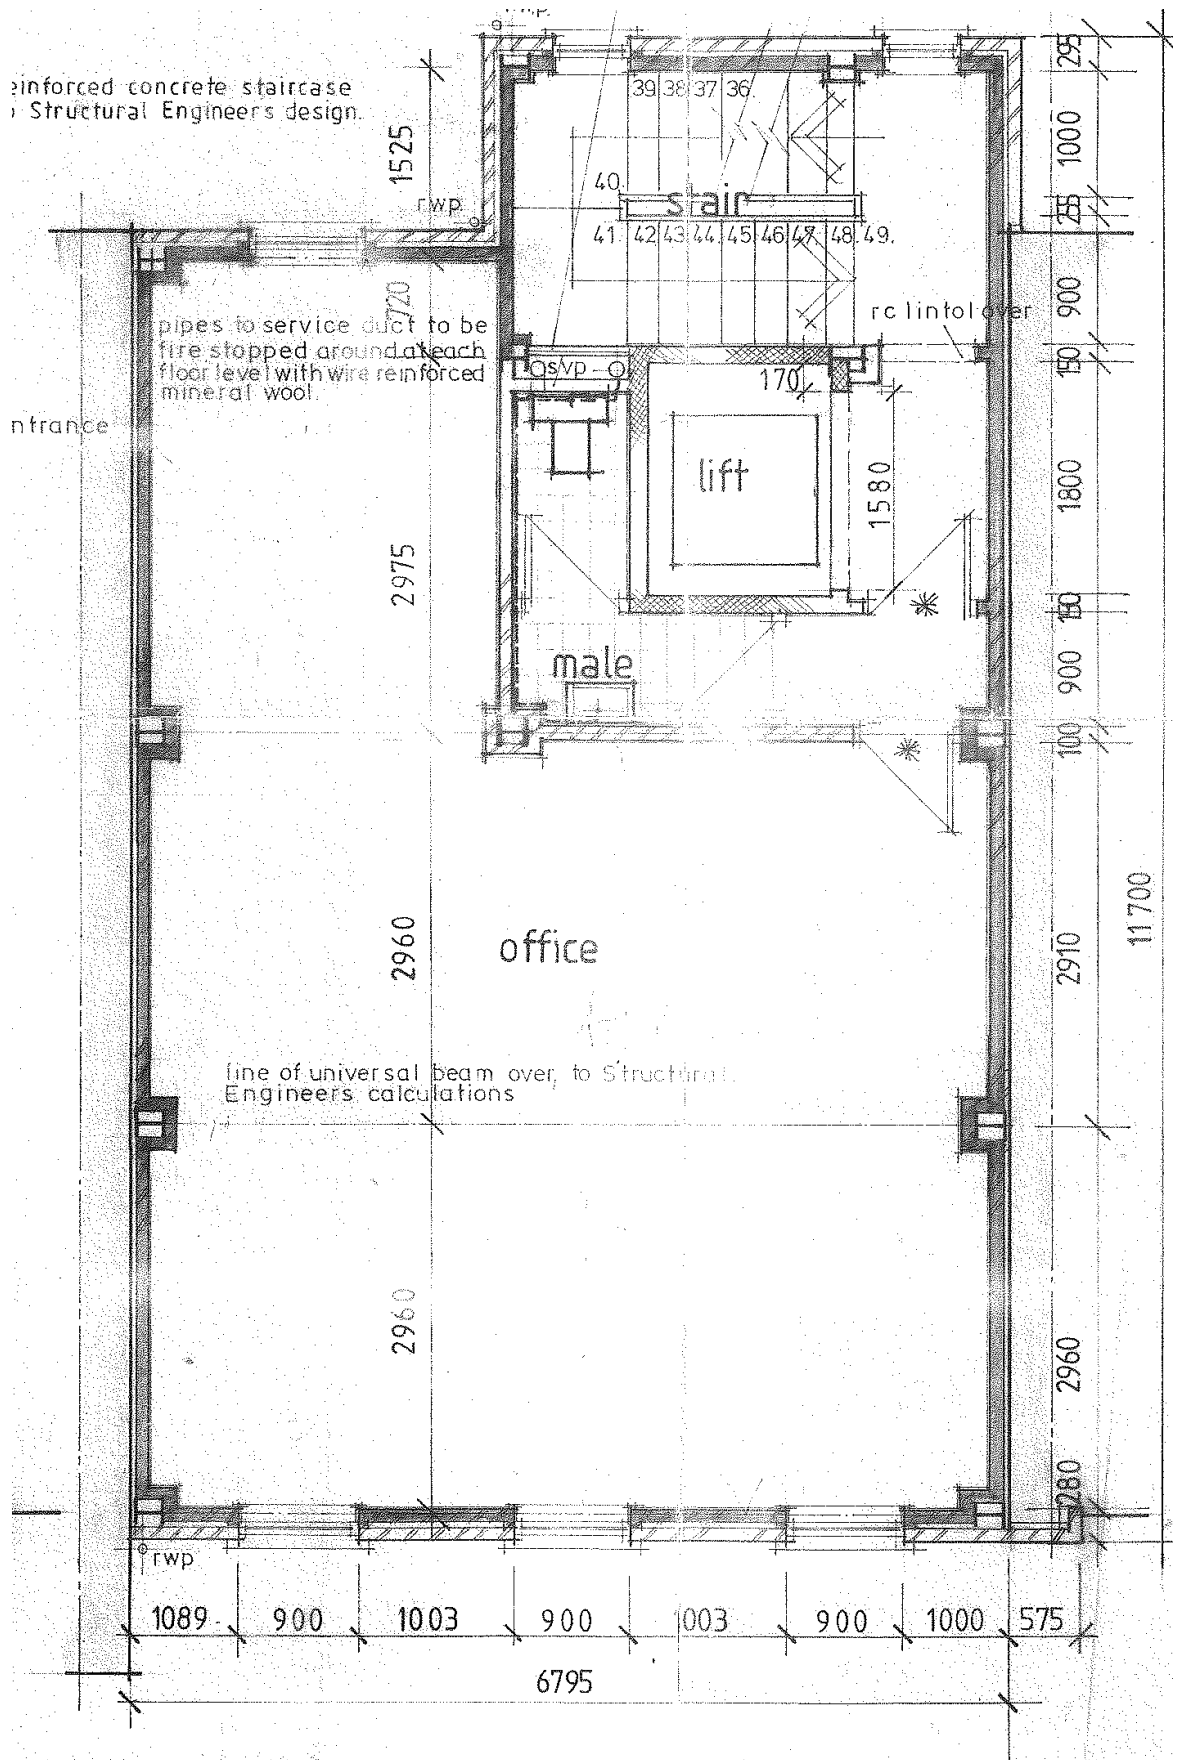 rwp.
einforced concrete staircase
Structural Engineers design.
295
1525
39 38 37 36.
1000
40.
stair
rwp
255
41. 42 43 44. 45 46 47. 48. 49.
720
900
rc lintol over
pipes to service duct to be
fire stopped around at each
floor level with wire reinforced
mineral wool.
svp
170
150
ntrance
lift
1580
1800
2975
male
900
100
11700
2960
office
2910
line of universal beam over, to Structural
Engineers calculations
2960
2960
280
rwp
1089 900 1003 900 003 900 1000 575
6795